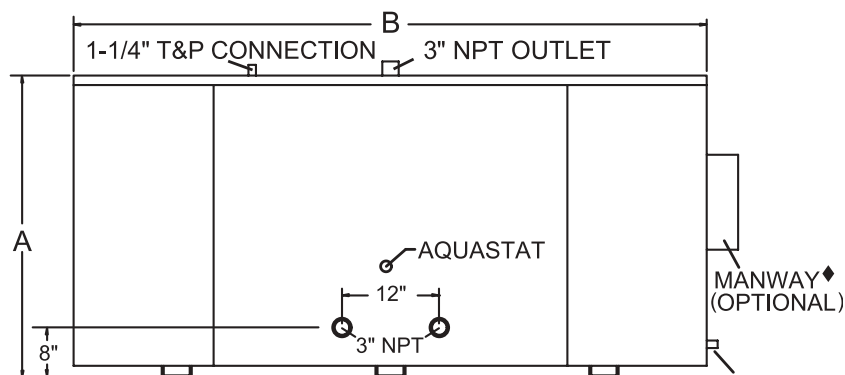 B
1-1/4" T&P CONNECTION
3" NPT OUTLET
A
AQUASTAT
MANWAY♦
(OPTIONAL)
12"
3" NPT
8"